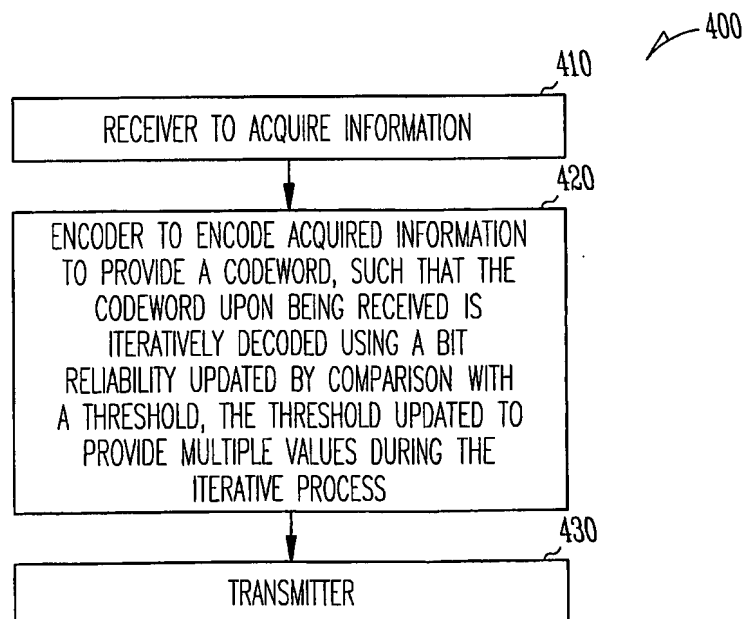 400
410
RECEIVER TO ACQUIRE INFORMATION
420
ENCODER TO ENCODE ACQUIRED INFORMATION
TO PROVIDE A CODEWORD, SUCH THAT THE
CODEWORD UPON BEING RECEIVED IS
ITERATIVELY DECODED USING A BIT
RELIABILITY UPDATED BY COMPARISON WITH
A THRESHOLD, THE THRESHOLD UPDATED TO
PROVIDE MULTIPLE VALUES DURING THE
ITERATIVE PROCESS
430
TRANSMITTER